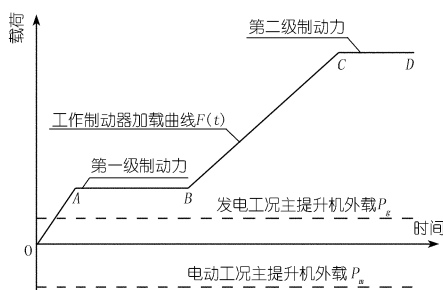 载荷
第二级制动力
C
D
工作制动器加载曲线F(t)
第一级制动力
A
B
发电工况主提升机外载Pg
时间
O
电动工况主提升机外载Pm